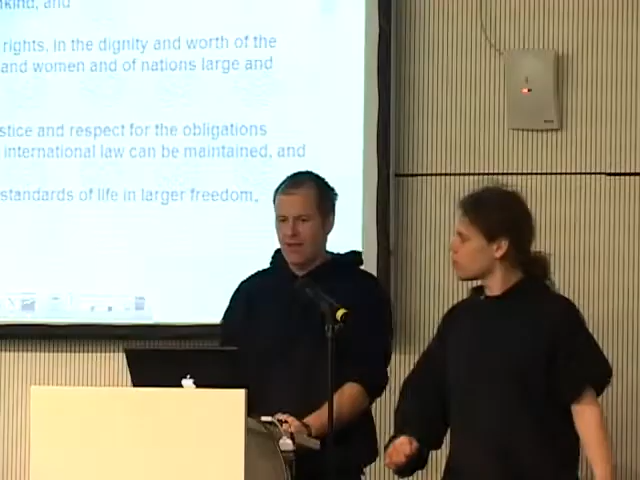 nkind, and
rights, in the dignity and worth of the
and women and of nations large and
stice and respect for the obligations
international law can be maintained, and
standards of life in larger freedom,